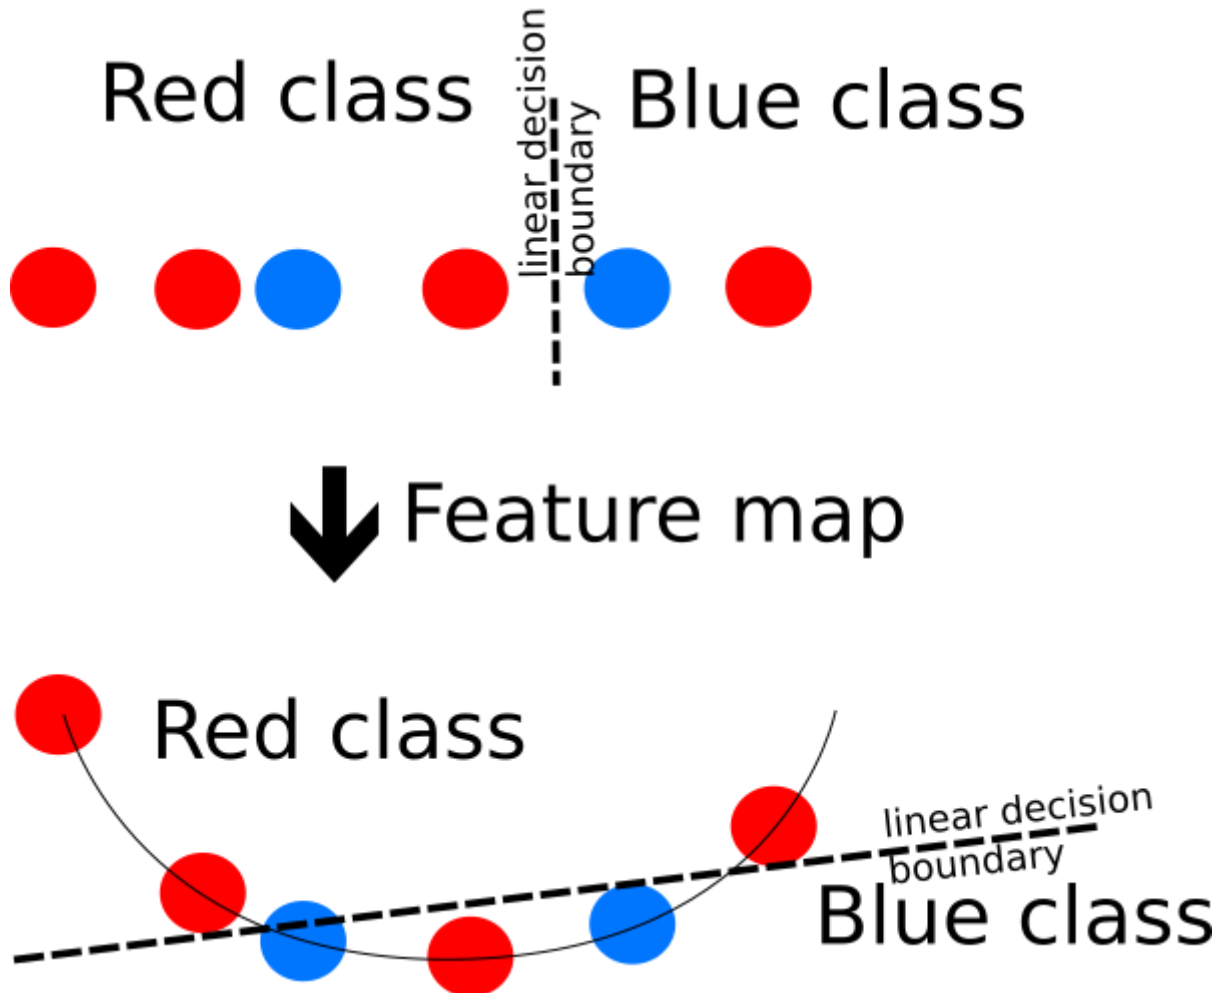 Red class
linear decision
boundary
Blue class
Feature map
Red class
linear decision
boundary
Blue class